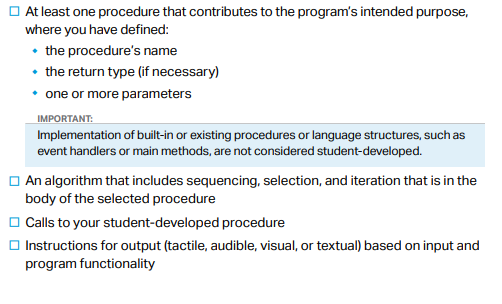 At least one procedure that contributes to the program's intended purpose,
where you have defined:
the procedure's name
the return type (if necessary)
one or more parameters
IMPORTANT:
Implementation of built-in or existing procedures or language structures, such as
event handlers or main methods, are not considered student-developed.
An algorithm that includes sequencing, selection, and iteration that is in the
body of the selected procedure
Calls to your student-developed procedure
Instructions for output (tactile, audible, visual, or textual) based on input and
program functionality